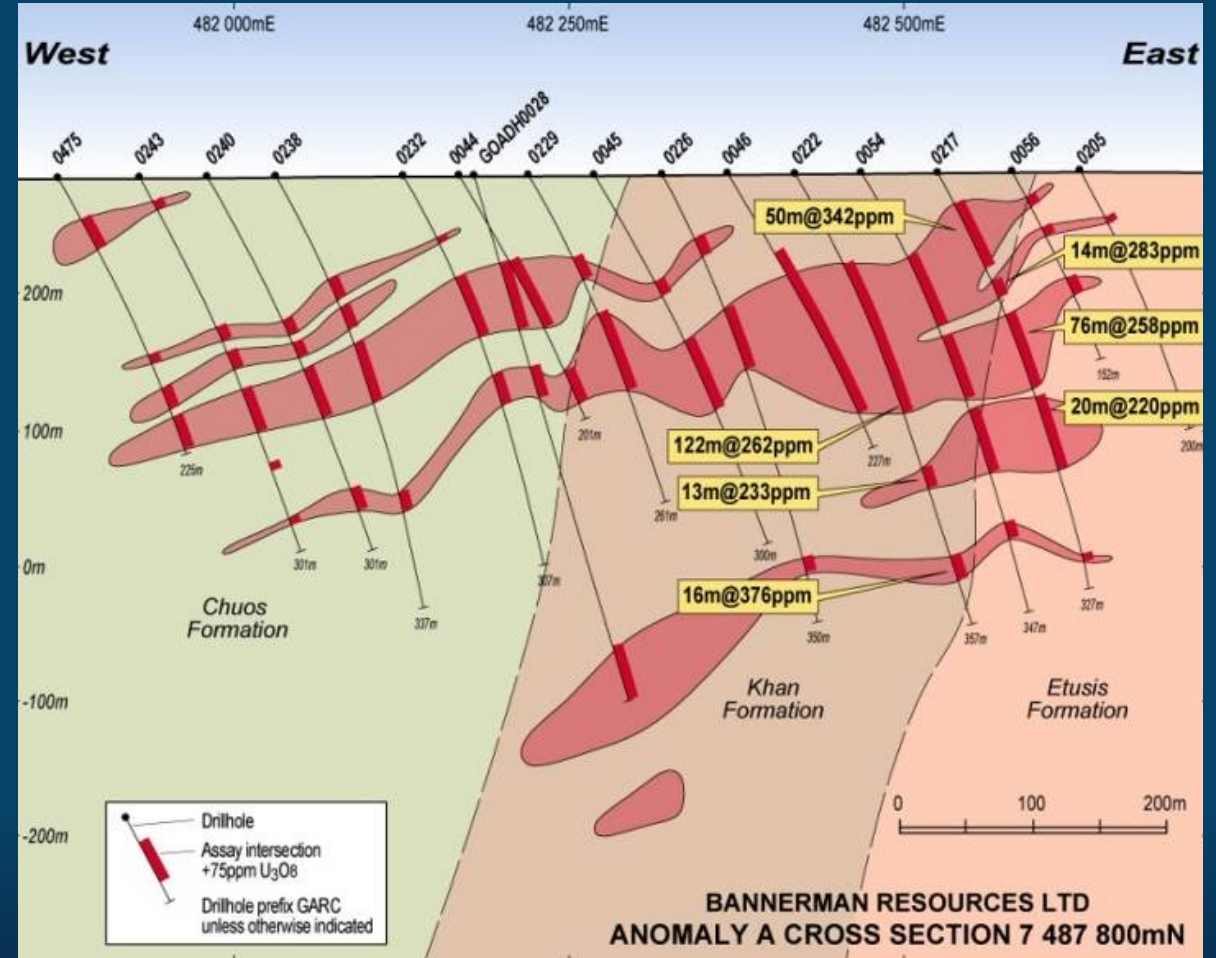 482 000mE
482 250mE
482 500mE
West
East
0475
0243
0240
0238
0232
0044
GOADH0028
0229
0045
0226
0046
0222
0054
0217
0056
0205
50m@342ppm
14m@283ppm
200m
76m@258ppm
152m
20m@220ppm
100m
201m
200m
122m@262ppm
227m
225m
13m@233ppm
261m
300m
0m
301m
301m
307m
16m@376ppm
327m
Chuos
Formation
337m
350m
357m
347m
-100m
Khan
Formation
Etusis
Formation
0
100
200m
-200m
Drillhole
Assay intersection
+75ppm U3O8
Drillhole prefix GARC
unless otherwise indicated
BANNERMAN RESOURCES LTD
ANOMALY A CROSS SECTION 7 487 800mN